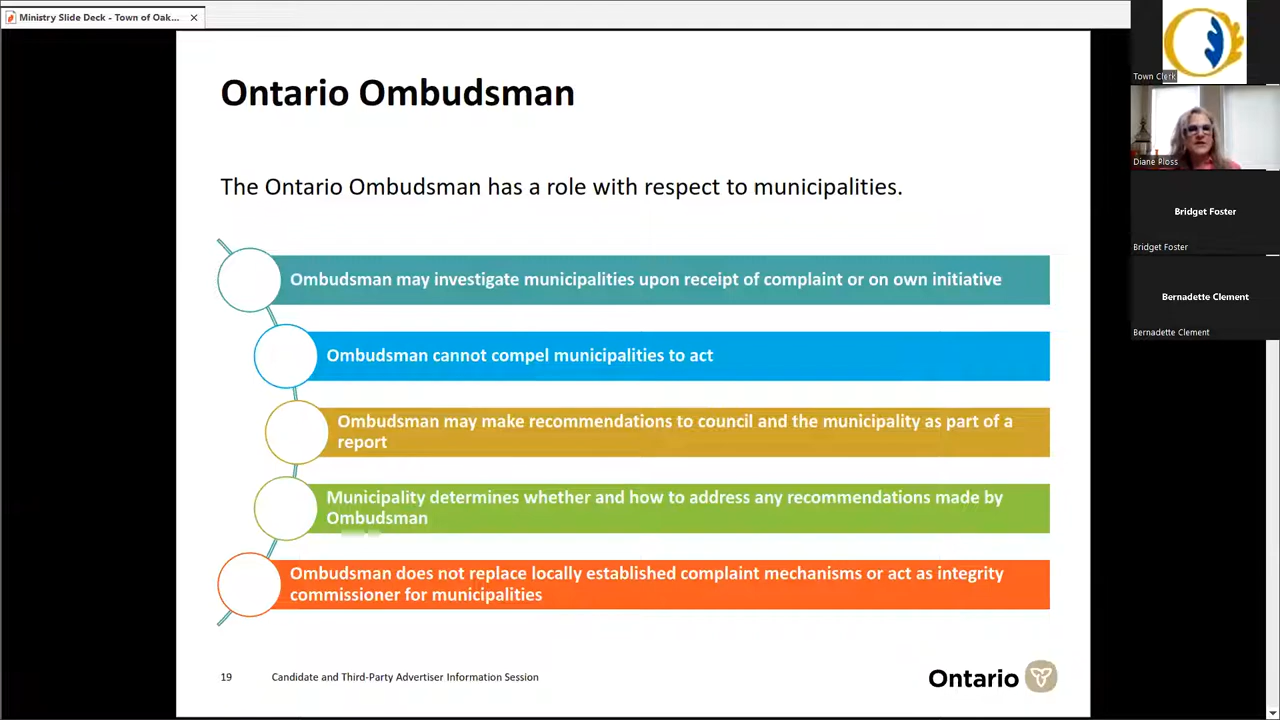 Ministry Slide Deck - Town of Oak...
Ontario Ombudsman
The Ontario Ombudsman has a role with respect to municipalities.
Ombudsman may investigate municipalities upon receipt of complaint or on own initiative
Ombudsman cannot compel municipalities to act
Ombudsman may make recommendations to council and the municipality as part of a
report
Municipality determines whether and how to address any recommendations made by
Ombudsman
Ombudsman does not replace locally established complaint mechanisms or act as integrity
commissioner for municipalities
19
Candidate and Third-Party Advertiser Information Session
Ontario
Town Clerk
Diane Ploss
Bridget Foster
Bridget Foster
Bernadette Clement
Bernadette Clement